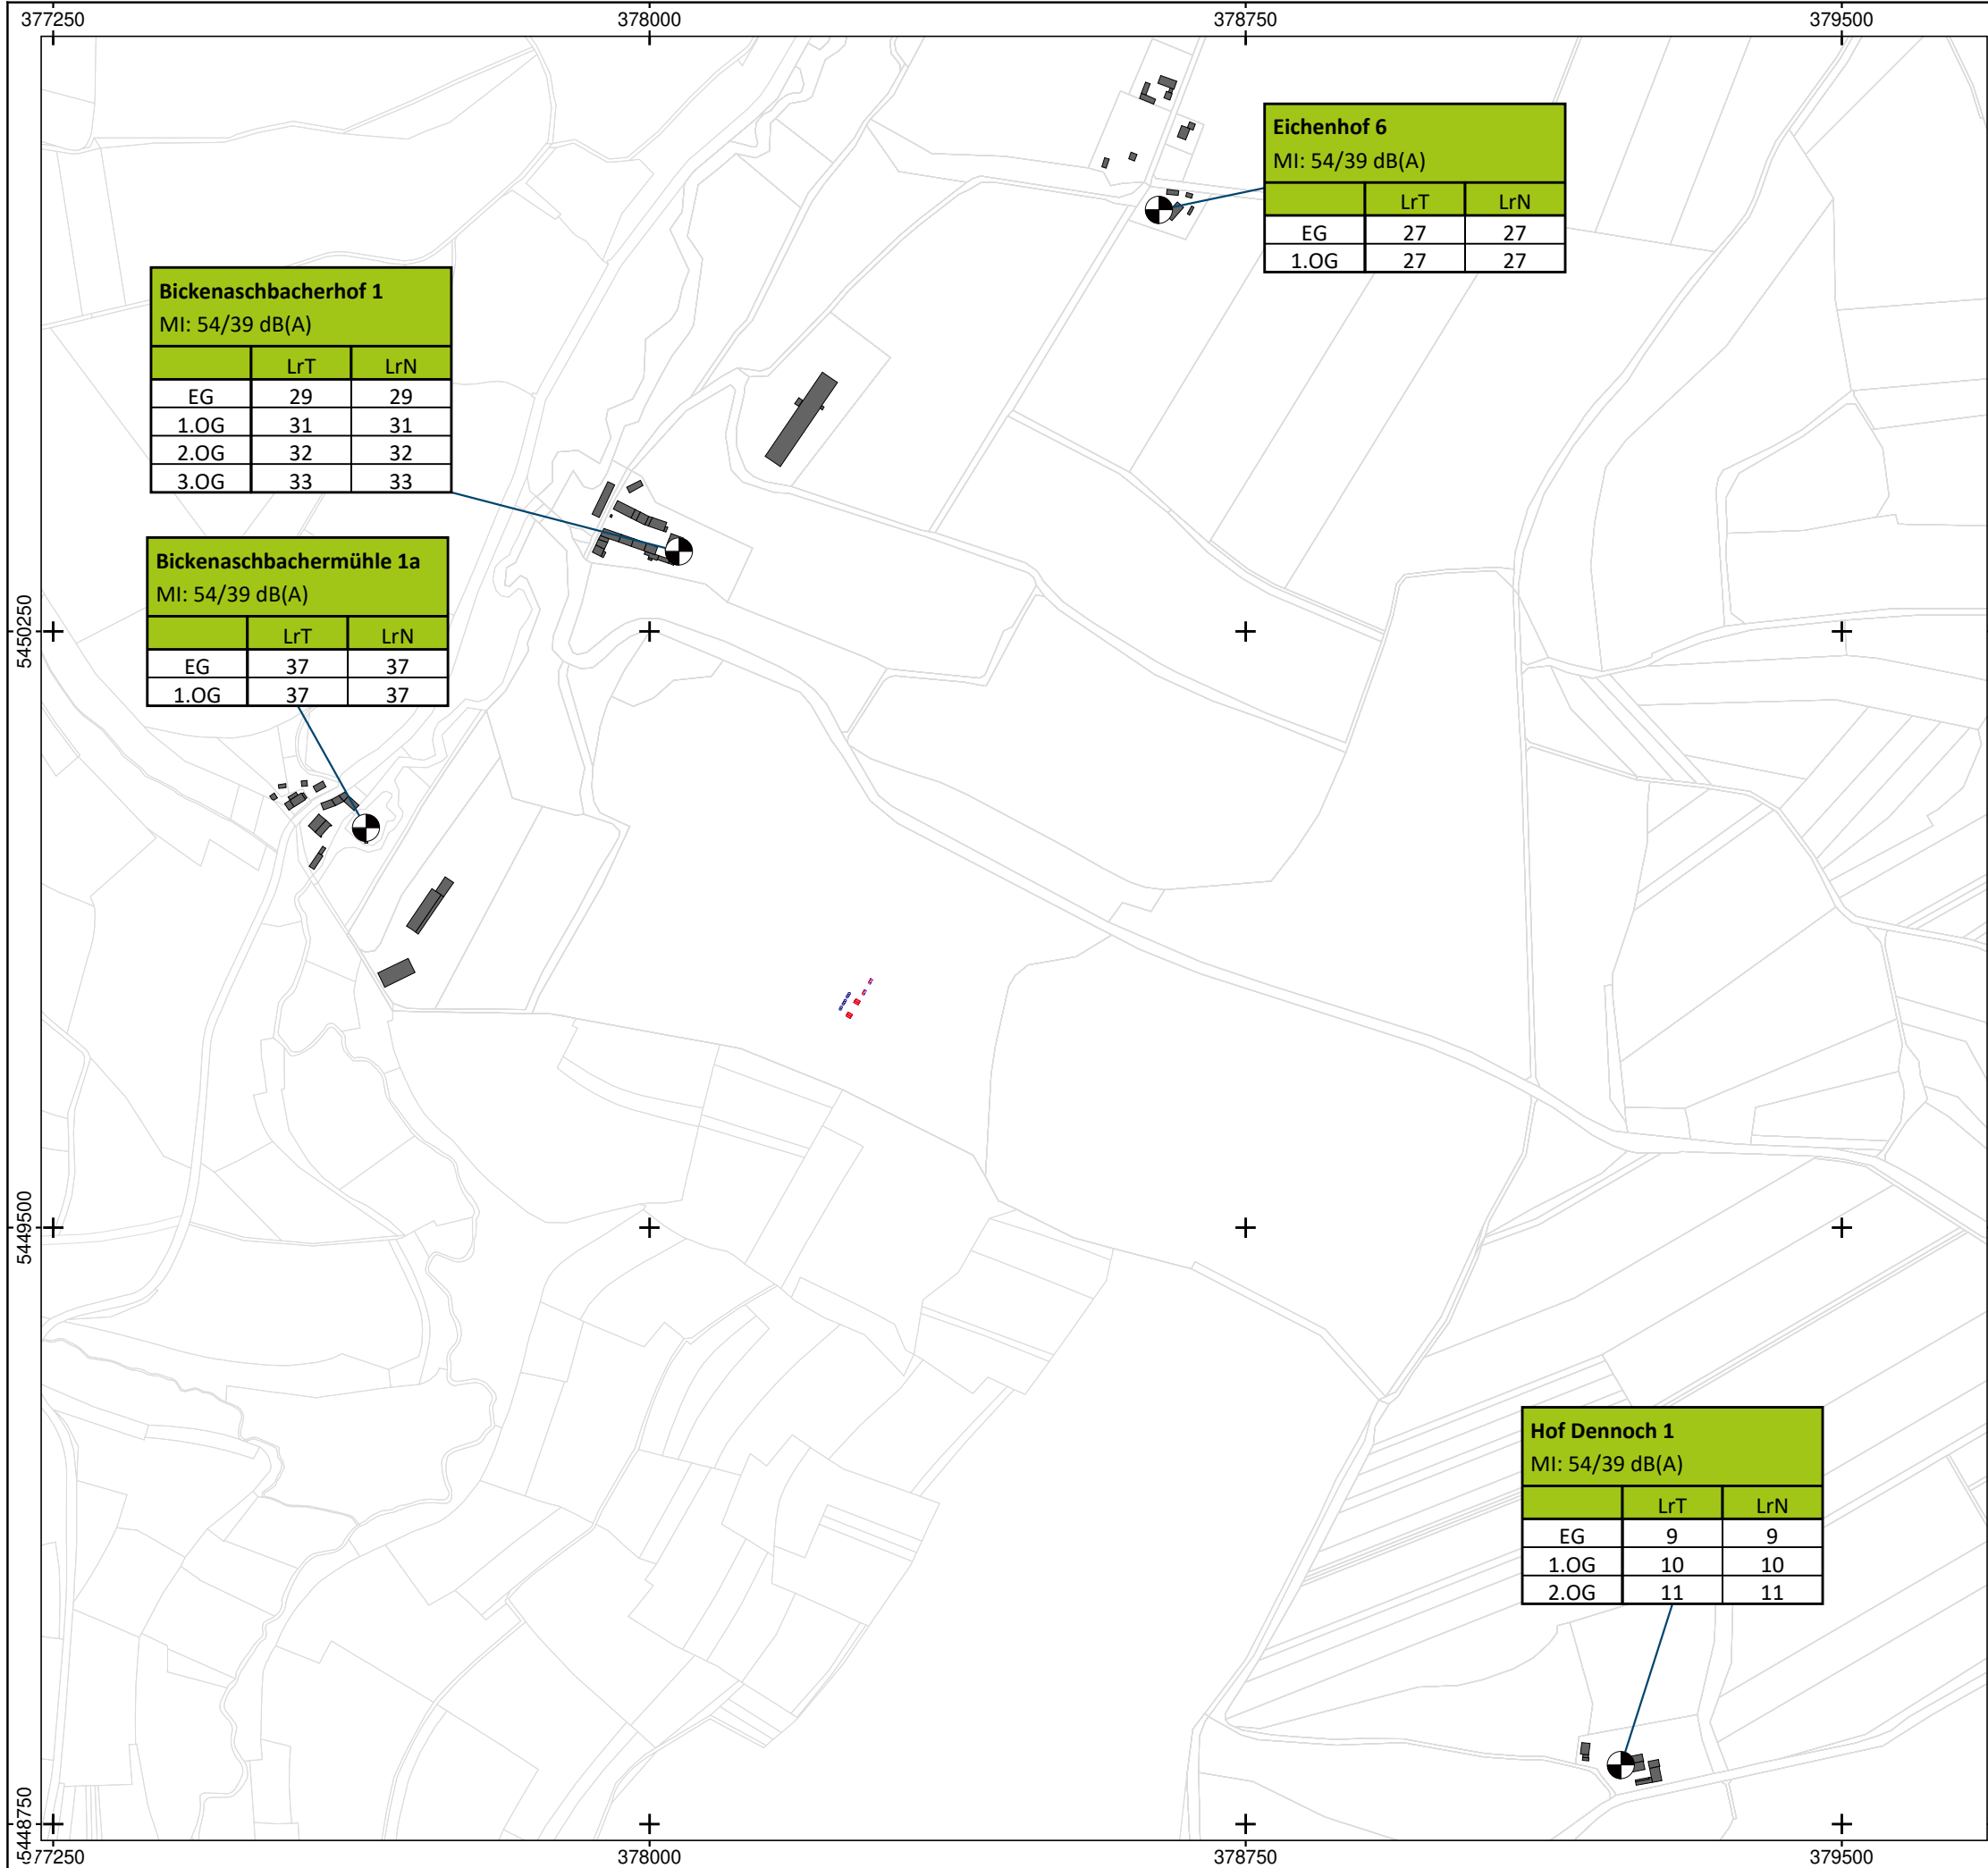 377250 378000 378750 379500
Eichenhof 6
MI: 54/39 dB(A)
LrT LrN
EG 27 27
1.OG 27 27
Bickenaschbacherhof 1
MI: 54/39 dB(A)
LrT LrN
EG 29 29
1.OG 31 31
2.OG 32 32
3.OG 33 33
Bickenaschbachermühle 1a
MI: 54/39 dB(A)
LrT LrN
EG 37 37
1.OG 37 37
5450250
5449500
Hof Dennoch 1
MI: 54/39 dB(A)
LrT LrN
EG 9 9
1.OG 10 10
2.OG 11 11
5448750
377250 378000 378750 379500